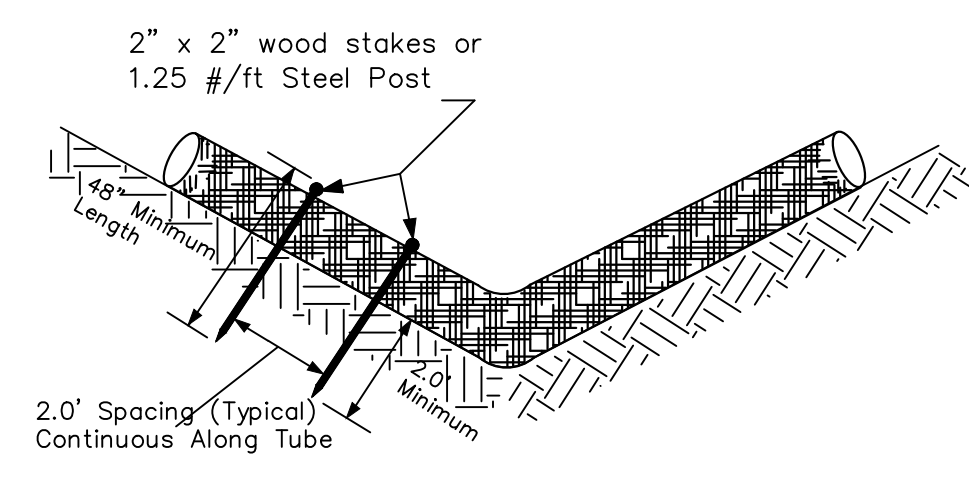 2" x 2" wood stakes or
1.25 #/ft Steel Post
48" Minimum
Length
2.0'
Minimum
2.0' Spacing (Typical)
Continuous Along Tube